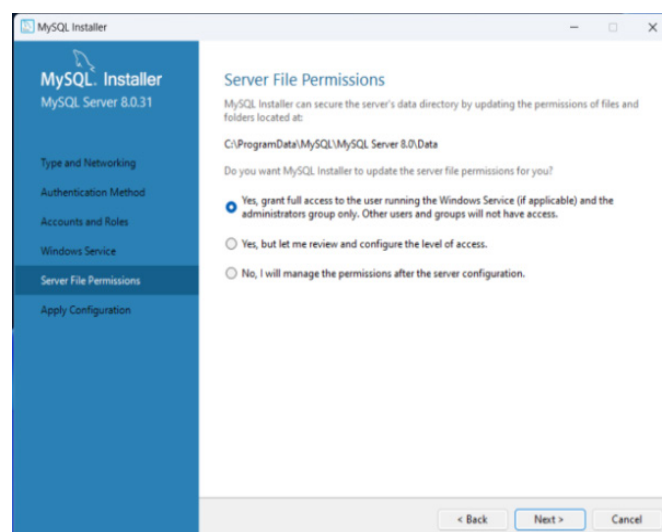 MySQL Installer
MySQL. Installer
MySQL Server 8.0.31
Type and Networking
Authentication Method
Accounts and Roles
Windows Service
Server File Permissions
Apply Configuration
Server File Permissions
MySQL Installer can secure the server's data directory by updating the permissions of files and
folders located at:
C:\ProgramData\MySQL\MySQL Server 8.0\Data
Do you want MySQL Installer to update the server file permissions for you?
Yes, grant full access to the user running the Windows Service (if applicable) and the
administrators group only. Other users and groups will not have access.
Yes, but let me review and configure the level of access.
No, I will manage the permissions after the server configuration.
< Back
Next >
Cancel